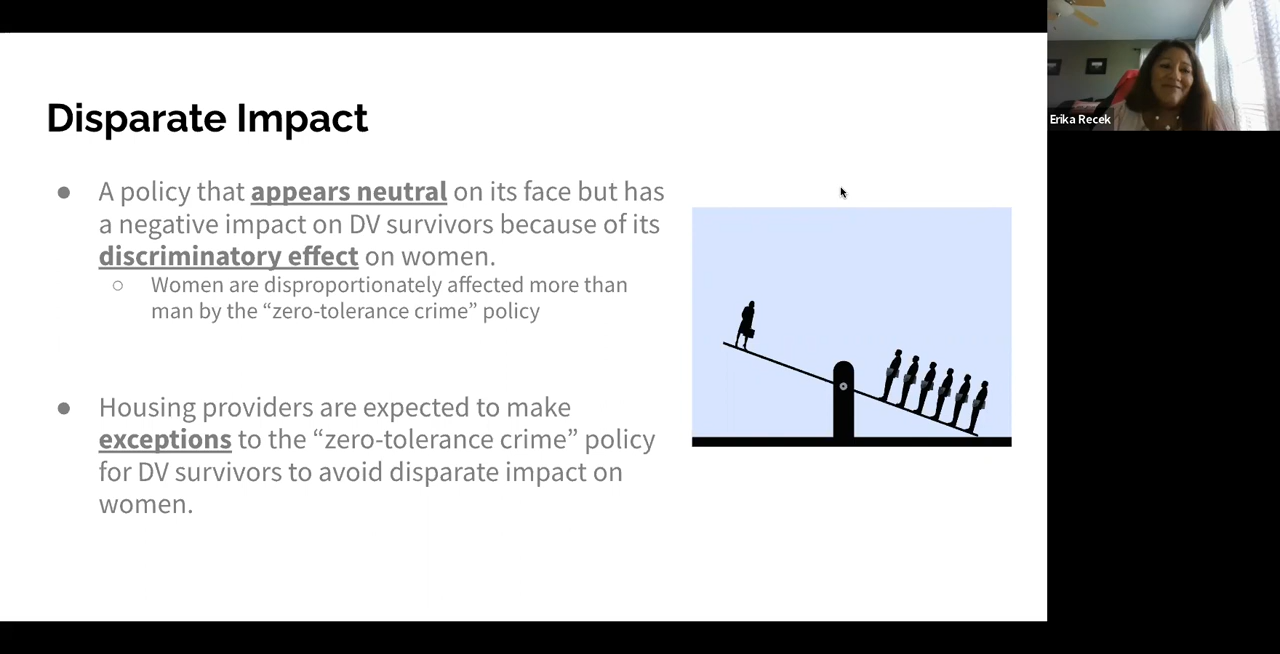 Disparate Impact
● A policy that appears neutral on its face but has
a negative impact on DV survivors because of its
discriminatory effect on women.
○ Women are disproportionately affected more than
man by the “zero-tolerance crime” policy
● Housing providers are expected to make
exceptions to the “zero-tolerance crime” policy
for DV survivors to avoid disparate impact on
women.
Erika Recek